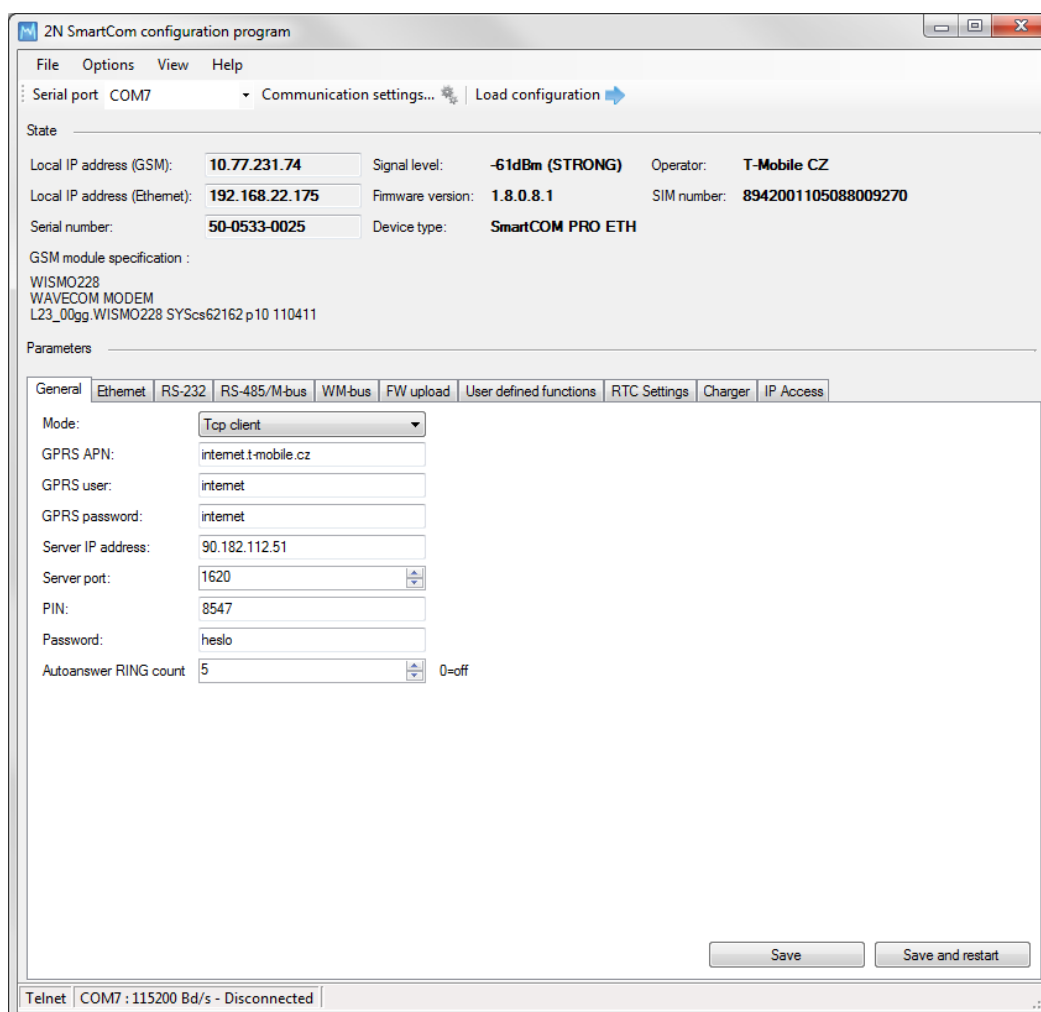 2N SmartCom configuration program
File Options View Help
Serial port COM7 Communication settings... Load configuration
State
Local IP address (GSM): 10.77.231.74 Signal level: -61dBm (STRONG) Operator: T-Mobile CZ
Local IP address (Ethernet): 192.168.22.175 Firmware version: 1.8.0.8.1 SIM number: 8942001105088009270
Serial number: 50-0533-0025 Device type: SmartCOM PRO ETH
GSM module specification :
WISMO228
WAVECOM MODEM
L23_00gg.WISMO228 SYScs62162 p10 110411
Parameters
General Ethernet RS-232 RS-485/M-bus WM-bus FW upload User defined functions RTC Settings Charger IP Access
Mode: Tcp client
GPRS APN: internet.t-mobile.cz
GPRS user: internet
GPRS password: internet
Server IP address: 90.182.112.51
Server port: 1620
PIN: 8547
Password: heslo
Autoanswer RING count 5 0=off
Save Save and restart
Telnet COM7 : 115200 Bd/s - Disconnected